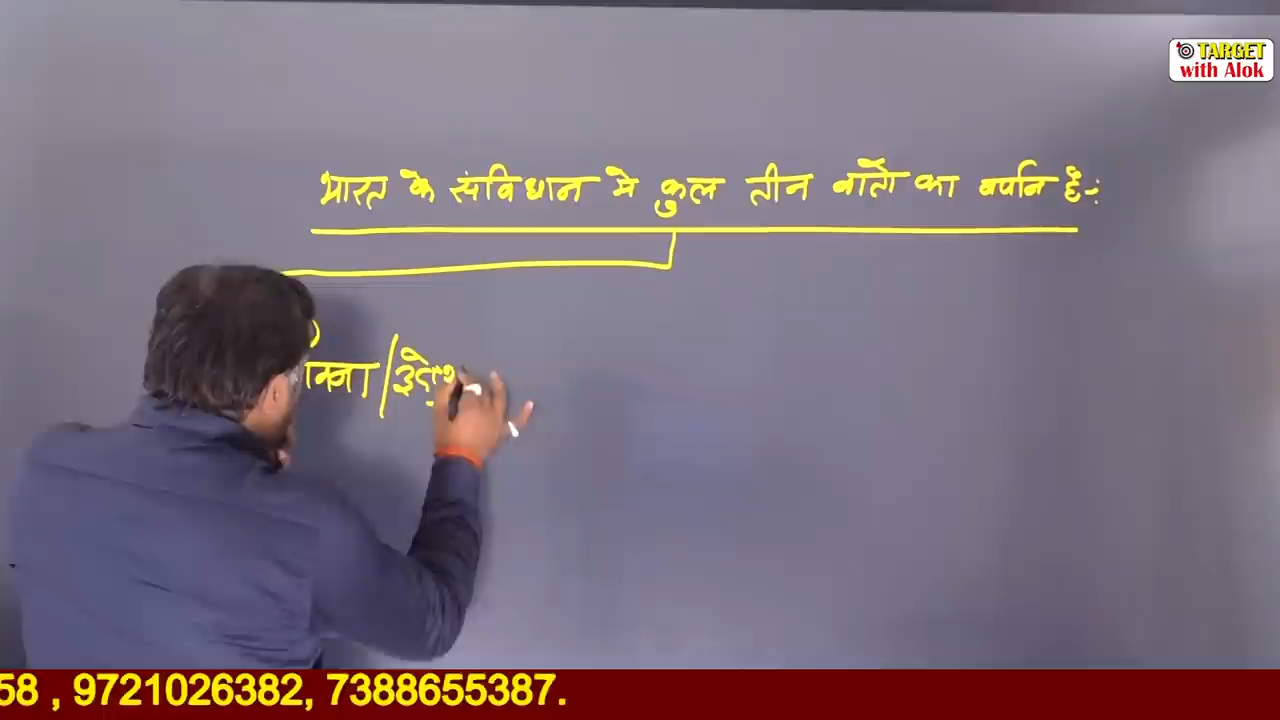 TARGET
with Alok
भारत के संविधान मे कुल तीन बातों का वर्णन है:-
58 , 9721026382, 7388655387.